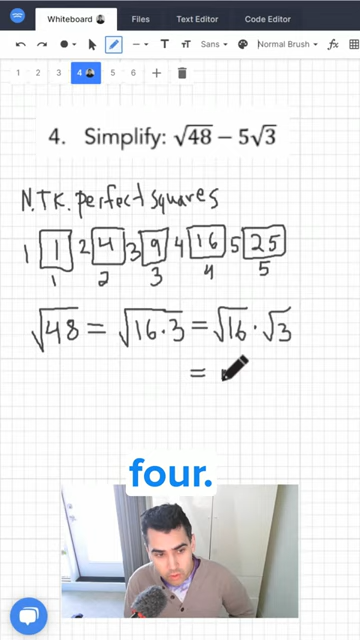 Whiteboard Files Text Editor Code Editor
T T Sans Normal Brush fx
1 2 3 4 5 6 +
4. Simplify: √48 − 5√3
N.T.K. perfect squares
1 1 2 4 3 9 4 16 5 25
1 2 3 4 5
√48 = √16·3 = √16 · √3
=
four.